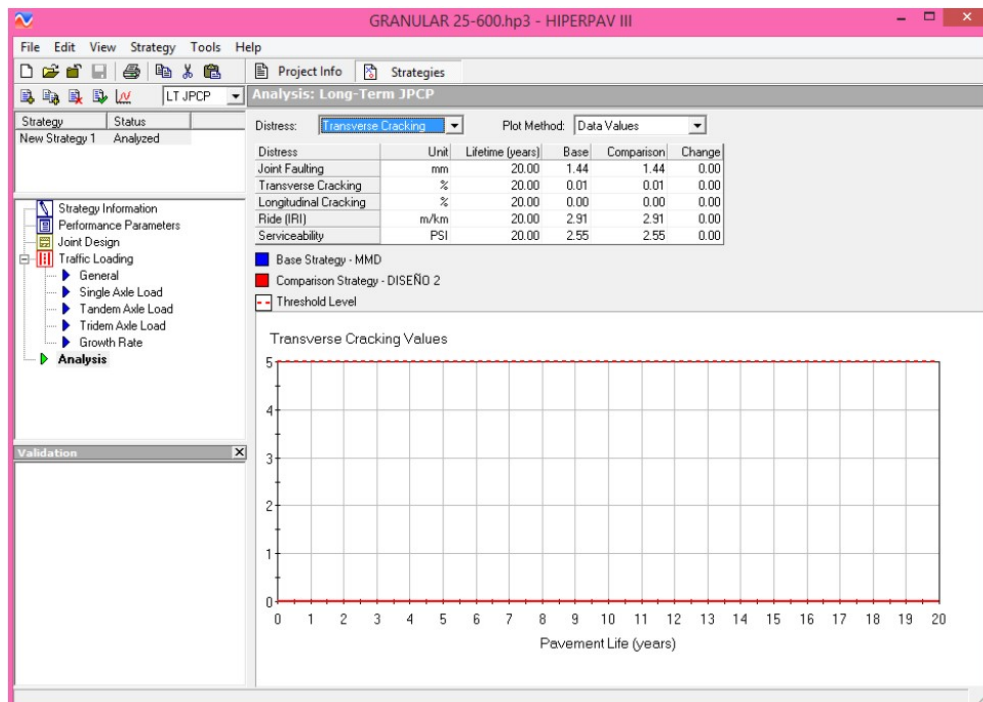 GRANULAR 25-600.hp3 - HIPERPAV III
File Edit View Strategy Tools Help
Project Info Strategies
LT JPCP
Analysis: Long-Term JPCP
Strategy Status
New Strategy 1 Analyzed
Distress: Transverse Cracking Plot Method: Data Values
Distress Unit Lifetime (years) Base Comparison Change
Joint Faulting mm 20.00 1.44 1.44 0.00
Transverse Cracking % 20.00 0.01 0.01 0.00
Longitudinal Cracking % 20.00 0.00 0.00 0.00
Ride (IRI) m/km 20.00 2.91 2.91 0.00
Serviceability PSI 20.00 2.55 2.55 0.00
Strategy Information
Performance Parameters
Joint Design
Traffic Loading
General
Single Axle Load
Tandem Axle Load
Tridem Axle Load
Growth Rate
Analysis
Validation
Base Strategy - MMD
Comparison Strategy - DISEÑO 2
Threshold Level
Transverse Cracking Values
5
4
3
2
1
0
0 1 2 3 4 5 6 7 8 9 10 11 12 13 14 15 16 17 18 19 20
Pavement Life (years)